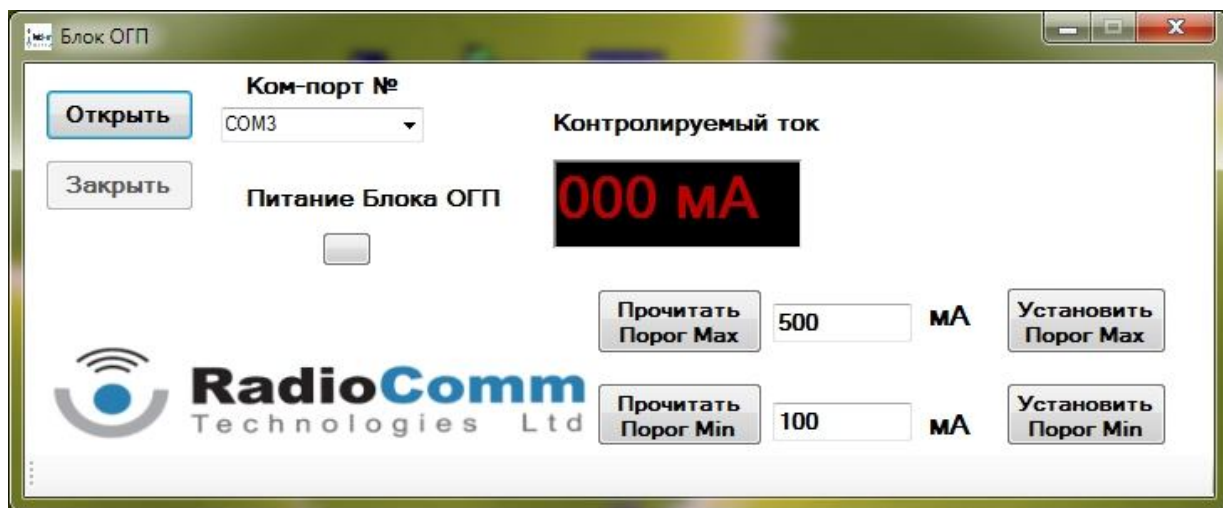 Блок ОГП
Ком-порт №
Открыть
COM3
Контролируемый ток
Закрыть
Питание Блока ОГП
000 мА
Прочитать
Порог Max
500
мА
Установить
Порог Max
RadioComm
Technologies Ltd
Прочитать
Порог Min
100
мА
Установить
Порог Min